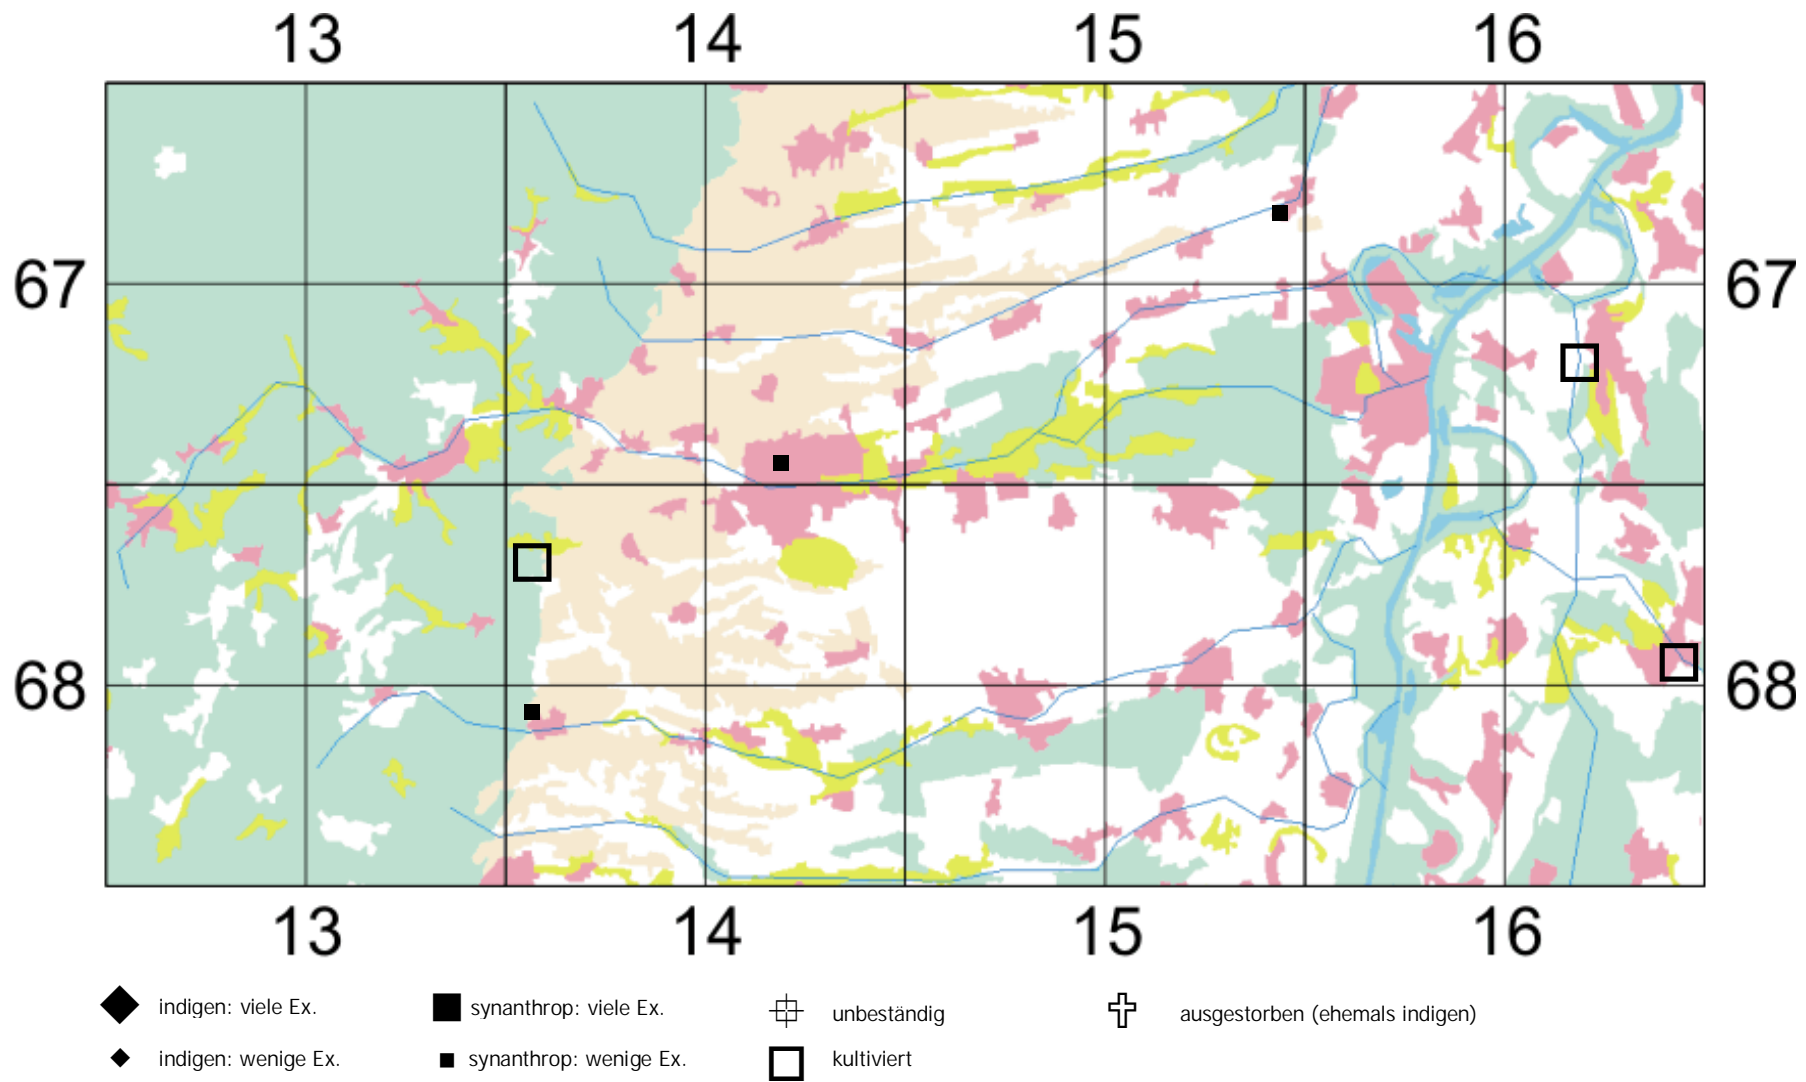 13 14 15 16
67 67
68 68
13 14 15 16
indigen: viele Ex. synanthrop: viele Ex. unbeständig ausgestorben (ehemals indigen)
indigen: wenige Ex. synanthrop: wenige Ex. kultiviert